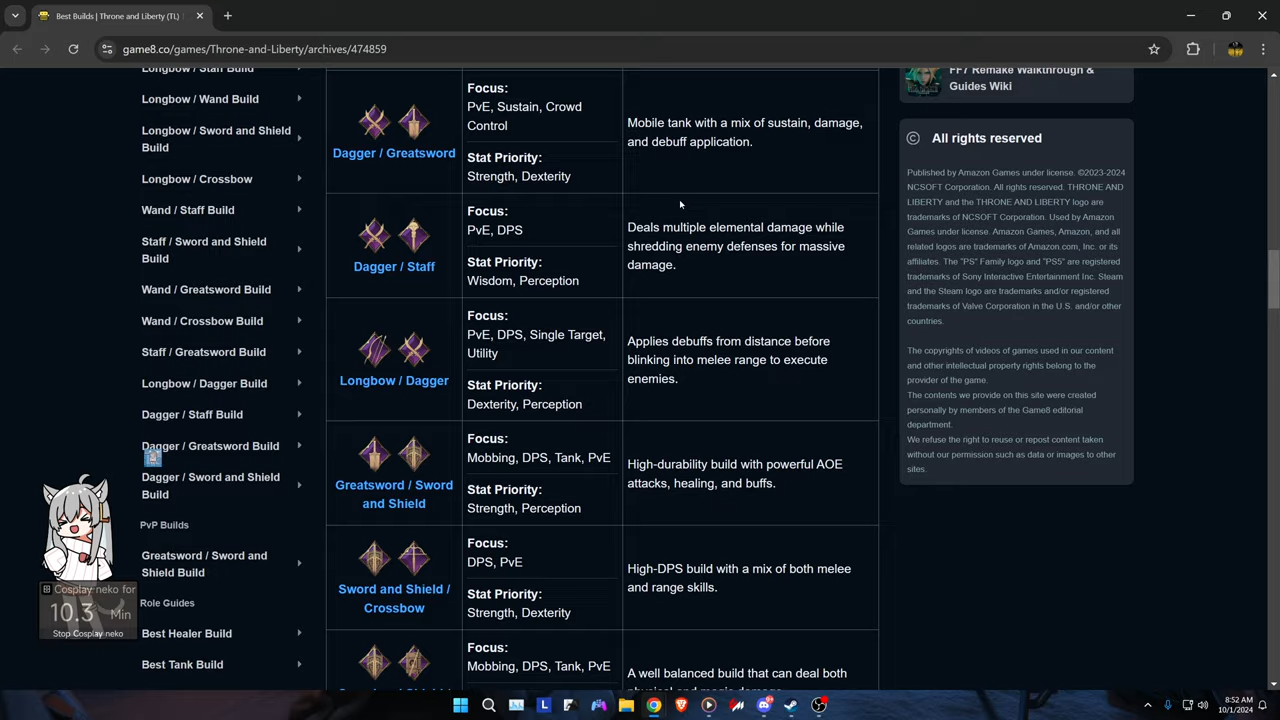 Best Builds | Throne and Liberty (TL)
game8.co/games/Throne-and-Liberty/archives/474859
Longbow / Staff Build
Longbow / Wand Build
Longbow / Sword and Shield
Build
Longbow / Crossbow
Wand / Staff Build
Staff / Sword and Shield
Build
Wand / Greatsword Build
Wand / Crossbow Build
Staff / Greatsword Build
Longbow / Dagger Build
Dagger / Staff Build
Dagger / Greatsword Build
Dagger / Sword and Shield
Build
PvP Builds
Greatsword / Sword and
Shield Build
Role Guides
Best Healer Build
Best Tank Build
Cosplay neko for
10.3 Min
Stop Cosplay neko
Dagger / Greatsword
Focus:
PvE, Sustain, Crowd
Control
Stat Priority:
Strength, Dexterity
Mobile tank with a mix of sustain, damage,
and debuff application.
Dagger / Staff
Focus:
PvE, DPS
Stat Priority:
Wisdom, Perception
Deals multiple elemental damage while
shredding enemy defenses for massive
damage.
Longbow / Dagger
Focus:
PvE, DPS, Single Target,
Utility
Stat Priority:
Dexterity, Perception
Applies debuffs from distance before
blinking into melee range to execute
enemies.
Greatsword / Sword
and Shield
Focus:
Mobbing, DPS, Tank, PvE
Stat Priority:
Strength, Perception
High-durability build with powerful AOE
attacks, healing, and buffs.
Sword and Shield /
Crossbow
Focus:
DPS, PvE
Stat Priority:
Strength, Dexterity
High-DPS build with a mix of both melee
and range skills.
Focus:
Mobbing, DPS, Tank, PvE
A well balanced build that can deal both
FF7 Remake Walkthrough &
Guides Wiki
© All rights reserved
Published by Amazon Games under license. ©2023-2024
NCSOFT Corporation. All rights reserved. THRONE AND
LIBERTY and the THRONE AND LIBERTY logo are
trademarks of NCSOFT Corporation. Used by Amazon
Games under license. Amazon Games, Amazon, and all
related logos are trademarks of Amazon.com, Inc. or its
affiliates. The "PS" Family logo and "PS5" are registered
trademarks of Sony Interactive Entertainment Inc. Steam
and the Steam logo are trademarks and/or registered
trademarks of Valve Corporation in the U.S. and/or other
countries.
The copyrights of videos of games used in our content
and other intellectual property rights belong to the
provider of the game.
The contents we provide on this site were created
personally by members of the Game8 editorial
department.
We refuse the right to reuse or repost content taken
without our permission such as data or images to other
sites.
8:52 AM
10/1/2024